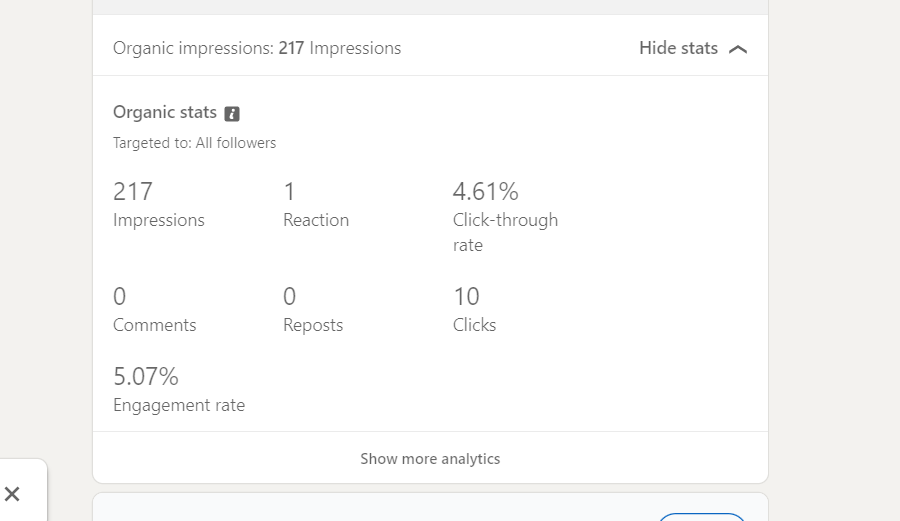 Organic impressions: 217 Impressions
Hide stats
Organic stats
Targeted to: All followers
217
Impressions
1
Reaction
4.61%
Click-through
rate
0
Comments
0
Reposts
10
Clicks
5.07%
Engagement rate
Show more analytics